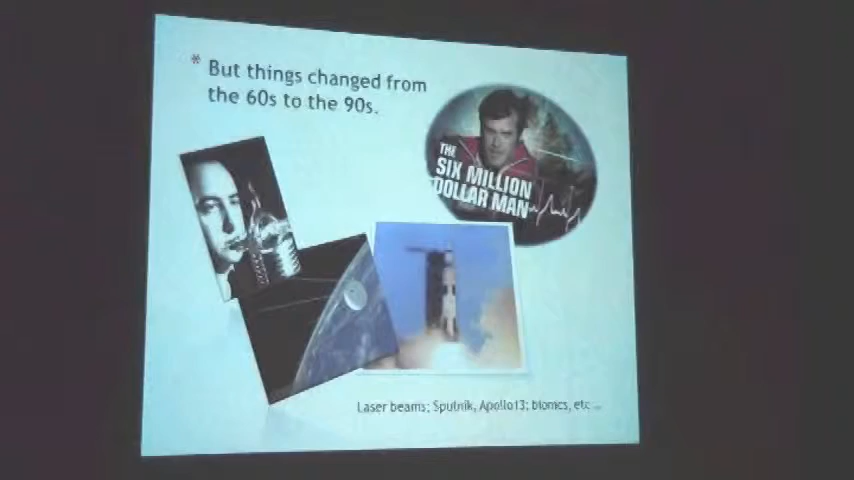 * But things changed from
the 60s to the 90s.
THE
SIX MILLION
DOLLAR MAN
Laser beams; Sputnik, Apollo13; bionics, etc ...